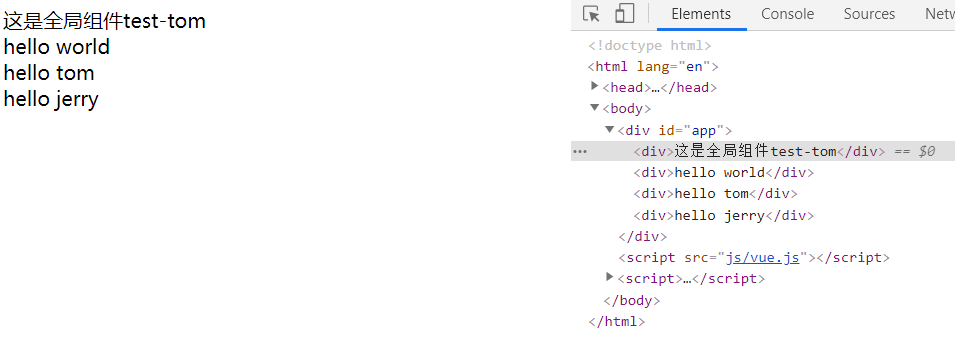 这是全局组件test-tom
hello world
hello tom
hello jerry
Elements Console Sources Netw
<!doctype html>
<html lang="en">
<head>…</head>
<body>
<div id="app">
<div>这是全局组件test-tom</div> == $0
<div>hello world</div>
<div>hello tom</div>
<div>hello jerry</div>
</div>
<script src="js/vue.js"></script>
<script>…</script>
</body>
</html>